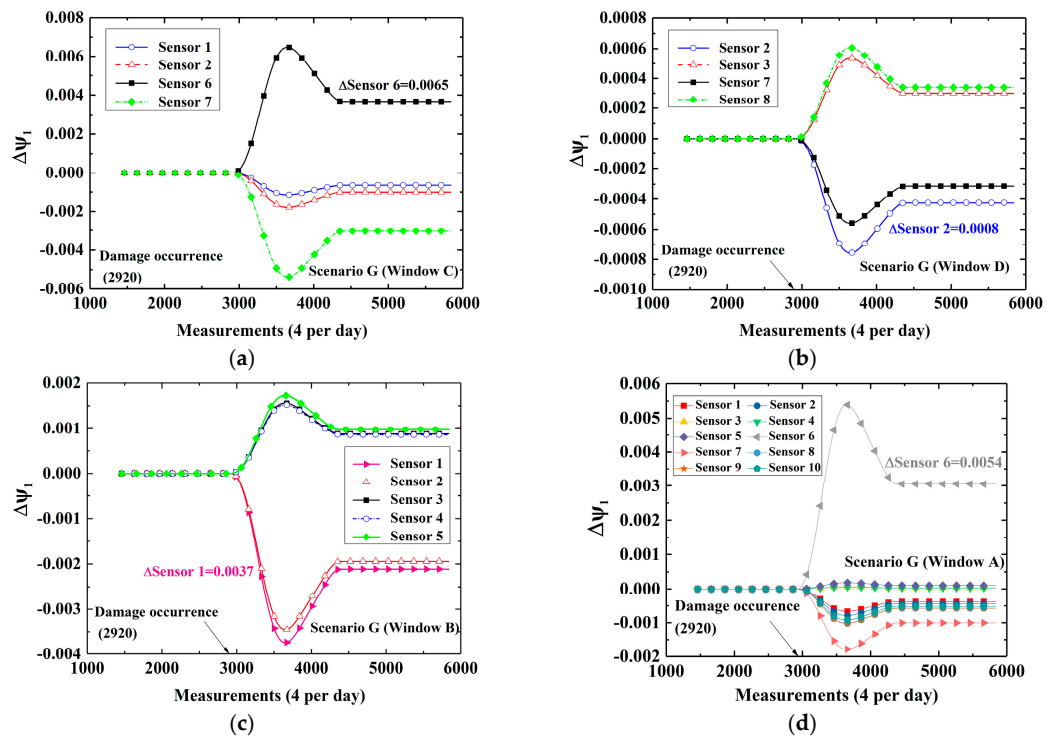 0.008
0.006
0.004
0.002
0.000
-0.002
-0.004
-0.006
Δψ1
Sensor 1
Sensor 2
Sensor 6
Sensor 7
ΔSensor 6=0.0065
Damage occurrence
(2920)
Scenario G (Window C)
1000 2000 3000 4000 5000 6000
Measurements (4 per day)
(a)
0.0008
0.0006
0.0004
0.0002
0.0000
-0.0002
-0.0004
-0.0006
-0.0008
-0.0010
Δψ1
Sensor 2
Sensor 3
Sensor 7
Sensor 8
ΔSensor 2=0.0008
Damage occurrence
(2920)
Scenario G (Window D)
1000 2000 3000 4000 5000 6000
Measurements (4 per day)
(b)
0.002
0.001
0.000
-0.001
-0.002
-0.003
-0.004
Δψ1
Sensor 1
Sensor 2
Sensor 3
Sensor 4
Sensor 5
ΔSensor 1=0.0037
Damage occurrence
(2920)
Scenario G (Window B)
1000 2000 3000 4000 5000 6000
Measurements (4 per day)
(c)
0.006
0.005
0.004
0.003
0.002
0.001
0.000
-0.001
-0.002
Δψ1
Sensor 1 Sensor 2
Sensor 3 Sensor 4
Sensor 5 Sensor 6
Sensor 7 Sensor 8
Sensor 9 Sensor 10
ΔSensor 6=0.0054
Scenario G (Window A)
Damage occurrence
(2920)
1000 2000 3000 4000 5000 6000
Measurements (4 per day)
(d)